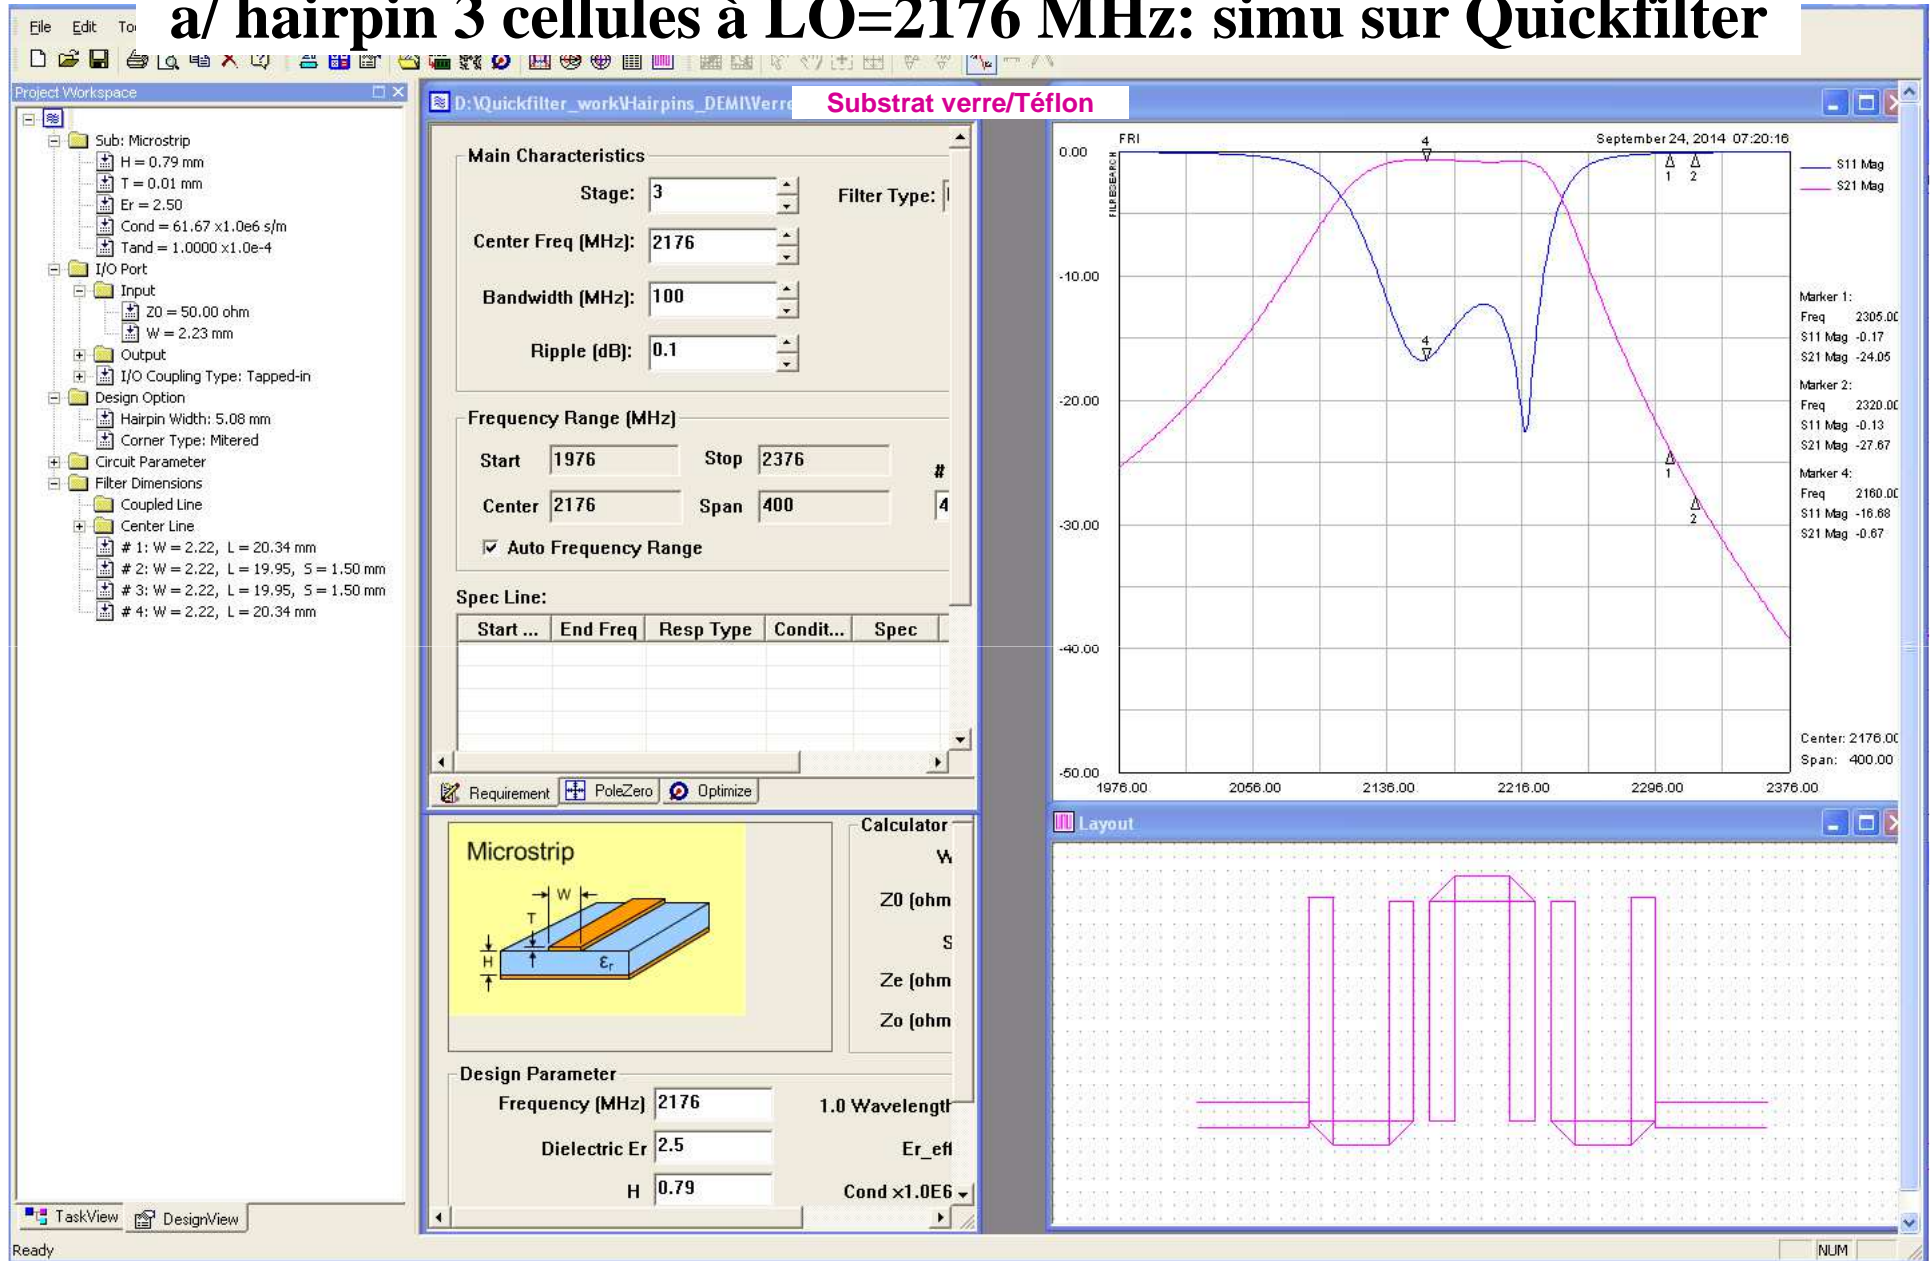 a/ hairpin 3 cellules à LO=2176 MHz: simu sur Quickfilter
File Edit
Project Workspace
Sub: Microstrip
H = 0.79 mm
T = 0.01 mm
Er = 2.50
Cond = 61.67 x1.0e6 s/m
Tand = 1.0000 x1.0e-4
I/O Port
Input
Z0 = 50.00 ohm
W = 2.23 mm
Output
I/O Coupling Type: Tapped-in
Design Option
Hairpin Width: 5.08 mm
Corner Type: Mitered
Circuit Parameter
Filter Dimensions
Coupled Line
Center Line
# 1: W = 2.22, L = 20.34 mm
# 2: W = 2.22, L = 19.95, S = 1.50 mm
# 3: W = 2.22, L = 19.95, S = 1.50 mm
# 4: W = 2.22, L = 20.34 mm
TaskView DesignView
Ready
D:\Quickfilter_work\Hairpins_DEMI\Verre
Substrat verre/Téflon
Main Characteristics
Stage: 3 Filter Type:
Center Freq (MHz): 2176
Bandwidth (MHz): 100
Ripple (dB): 0.1
Frequency Range (MHz)
Start 1976 Stop 2376 #
Center 2176 Span 400 4
Auto Frequency Range
Spec Line:
Start ... End Freq Resp Type Condit... Spec
Requirement PoleZero Optimize
Microstrip
W
T
H
εr
Calculator
W
Z0 (ohm
S
Ze (ohm
Zo (ohm
Design Parameter
Frequency (MHz) 2176 1.0 Wavelength
Dielectric Er 2.5 Er_eff
H 0.79 Cond x1.0E6
FRI September 24, 2014 07:20:16
FILRESEARCH
S11 Mag
S21 Mag
0.00
-10.00
-20.00
-30.00
-40.00
-50.00
4
1 2
4
1
2
1976.00 2056.00 2136.00 2216.00 2296.00 2376.00
Marker 1:
Freq 2305.00
S11 Mag -0.17
S21 Mag -24.05
Marker 2:
Freq 2320.00
S11 Mag -0.13
S21 Mag -27.67
Marker 4:
Freq 2160.00
S11 Mag -16.68
S21 Mag -0.67
Center: 2176.00
Span: 400.00
Layout
NUM